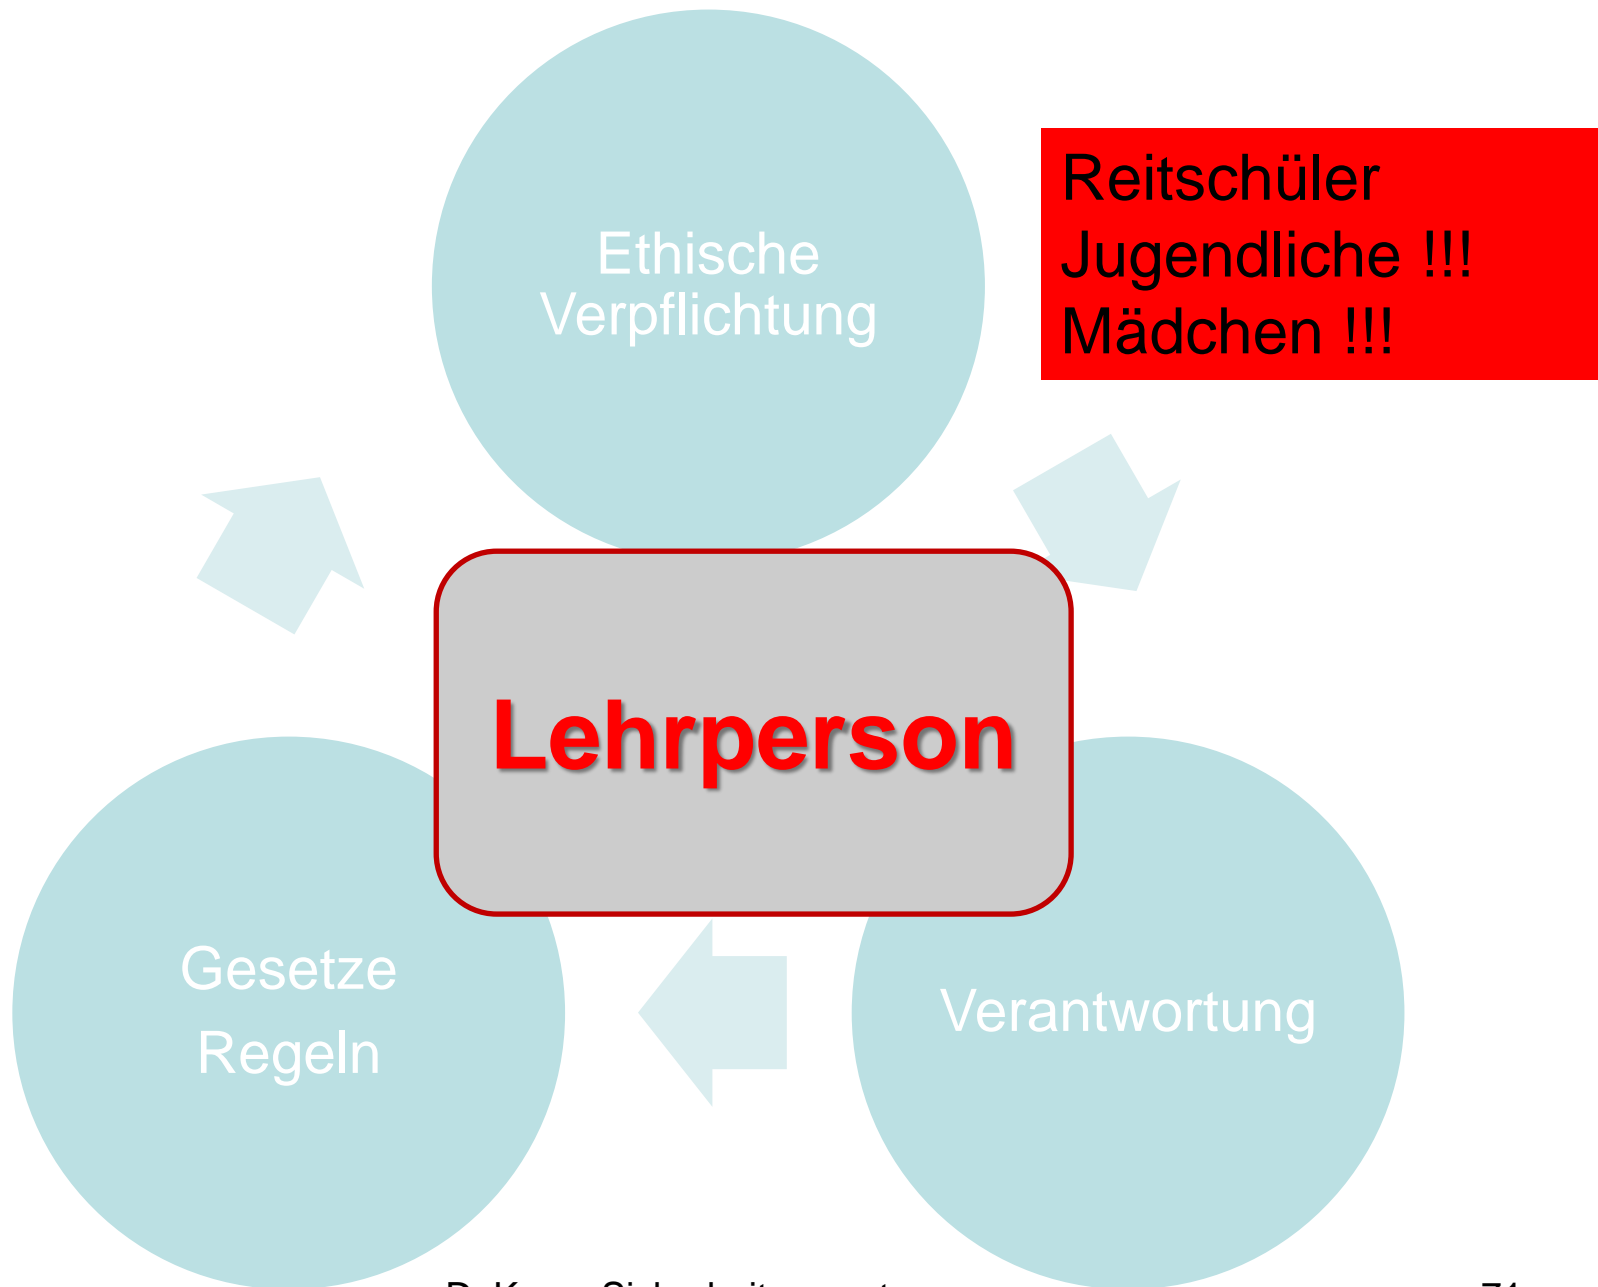 Ethische
Verpflichtung
Reitschüler
Jugendliche !!!
Mädchen !!!
Lehrperson
Gesetze
Regeln
Verantwortung